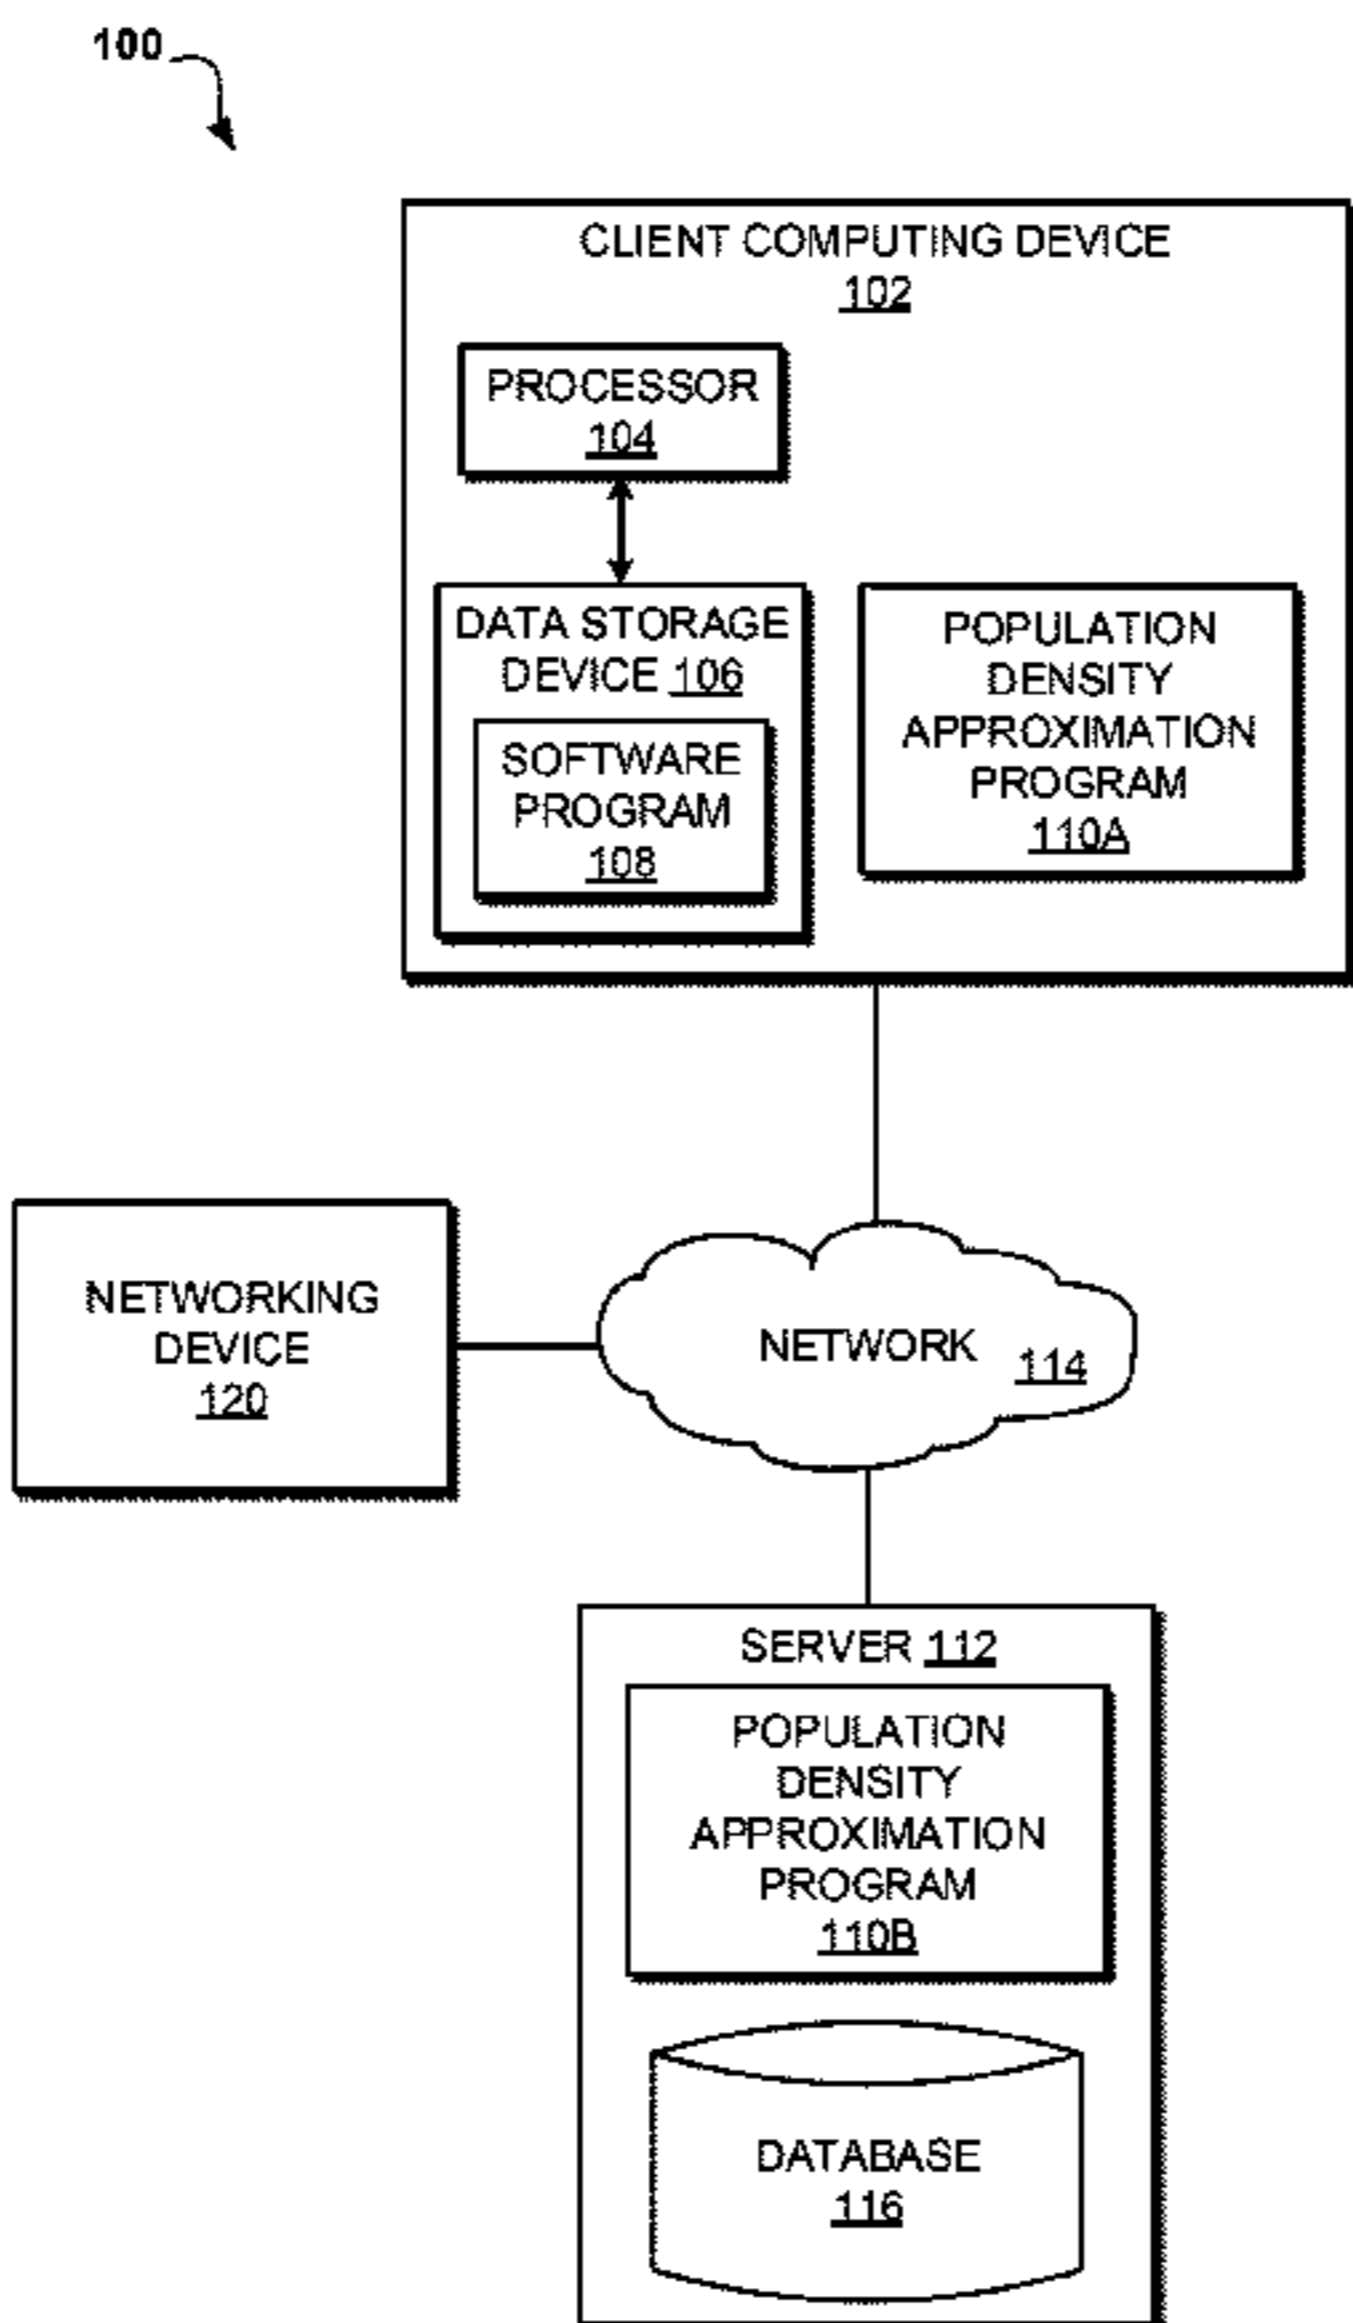 100
CLIENT COMPUTING DEVICE
102
PROCESSOR
104
DATA STORAGE
DEVICE 106
SOFTWARE
PROGRAM
108
POPULATION
DENSITY
APPROXIMATION
PROGRAM
110A
NETWORKING
DEVICE
120
NETWORK 114
SERVER 112
POPULATION
DENSITY
APPROXIMATION
PROGRAM
110B
DATABASE
116